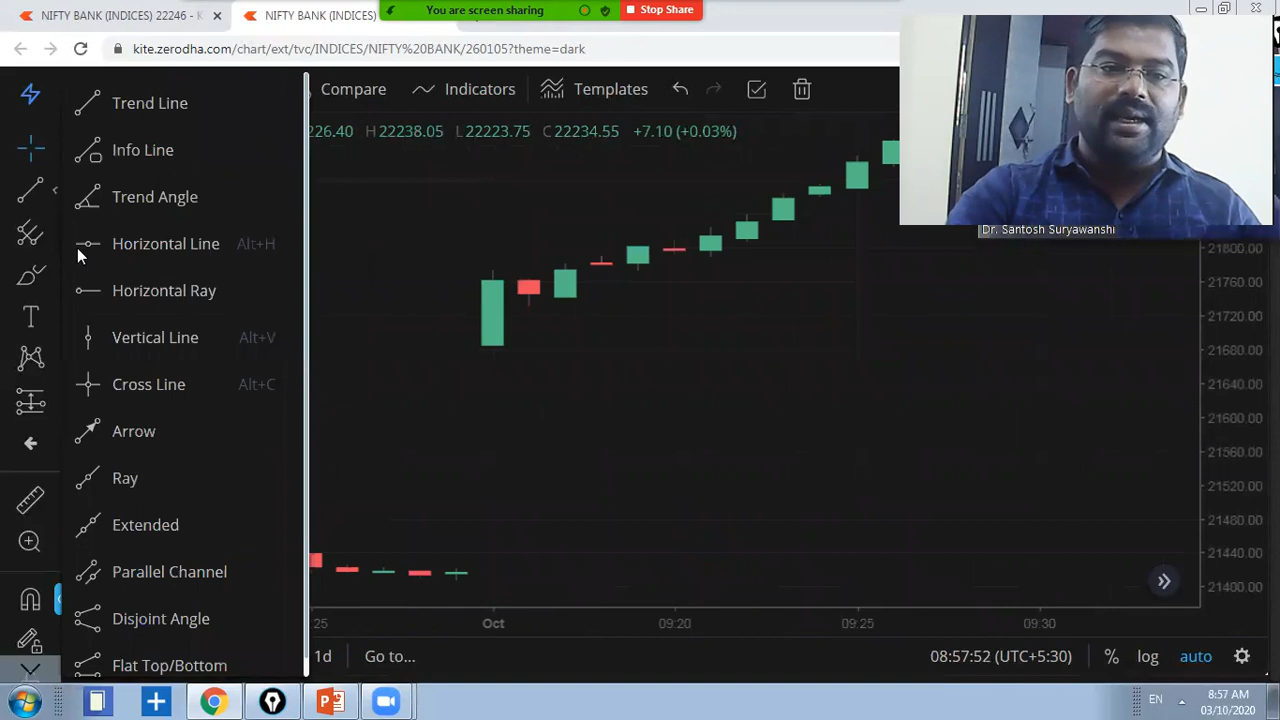 NIFTY BANK (INDICES) 22246 - K
NIFTY BANK (INDICES)
You are screen sharing
Stop Share
kite.zerodha.com/chart/ext/tvc/INDICES/NIFTY%20BANK/260105?theme=dark
Compare
Indicators
Templates
226.40 H22238.05 L22223.75 C22234.55 +7.10 (+0.03%)
Trend Line
Info Line
Trend Angle
Horizontal Line Alt+H
Horizontal Ray
Vertical Line Alt+V
Cross Line Alt+C
Arrow
Ray
Extended
Parallel Channel
Disjoint Angle
Flat Top/Bottom
Dr. Santosh Suryawanshi
21800.00
21760.00
21720.00
21680.00
21640.00
21600.00
21560.00
21520.00
21480.00
21440.00
21400.00
:25
Oct
09:20
09:25
09:30
1d
Go to...
08:57:52 (UTC+5:30)
%
log
auto
EN
8:57 AM
03/10/2020